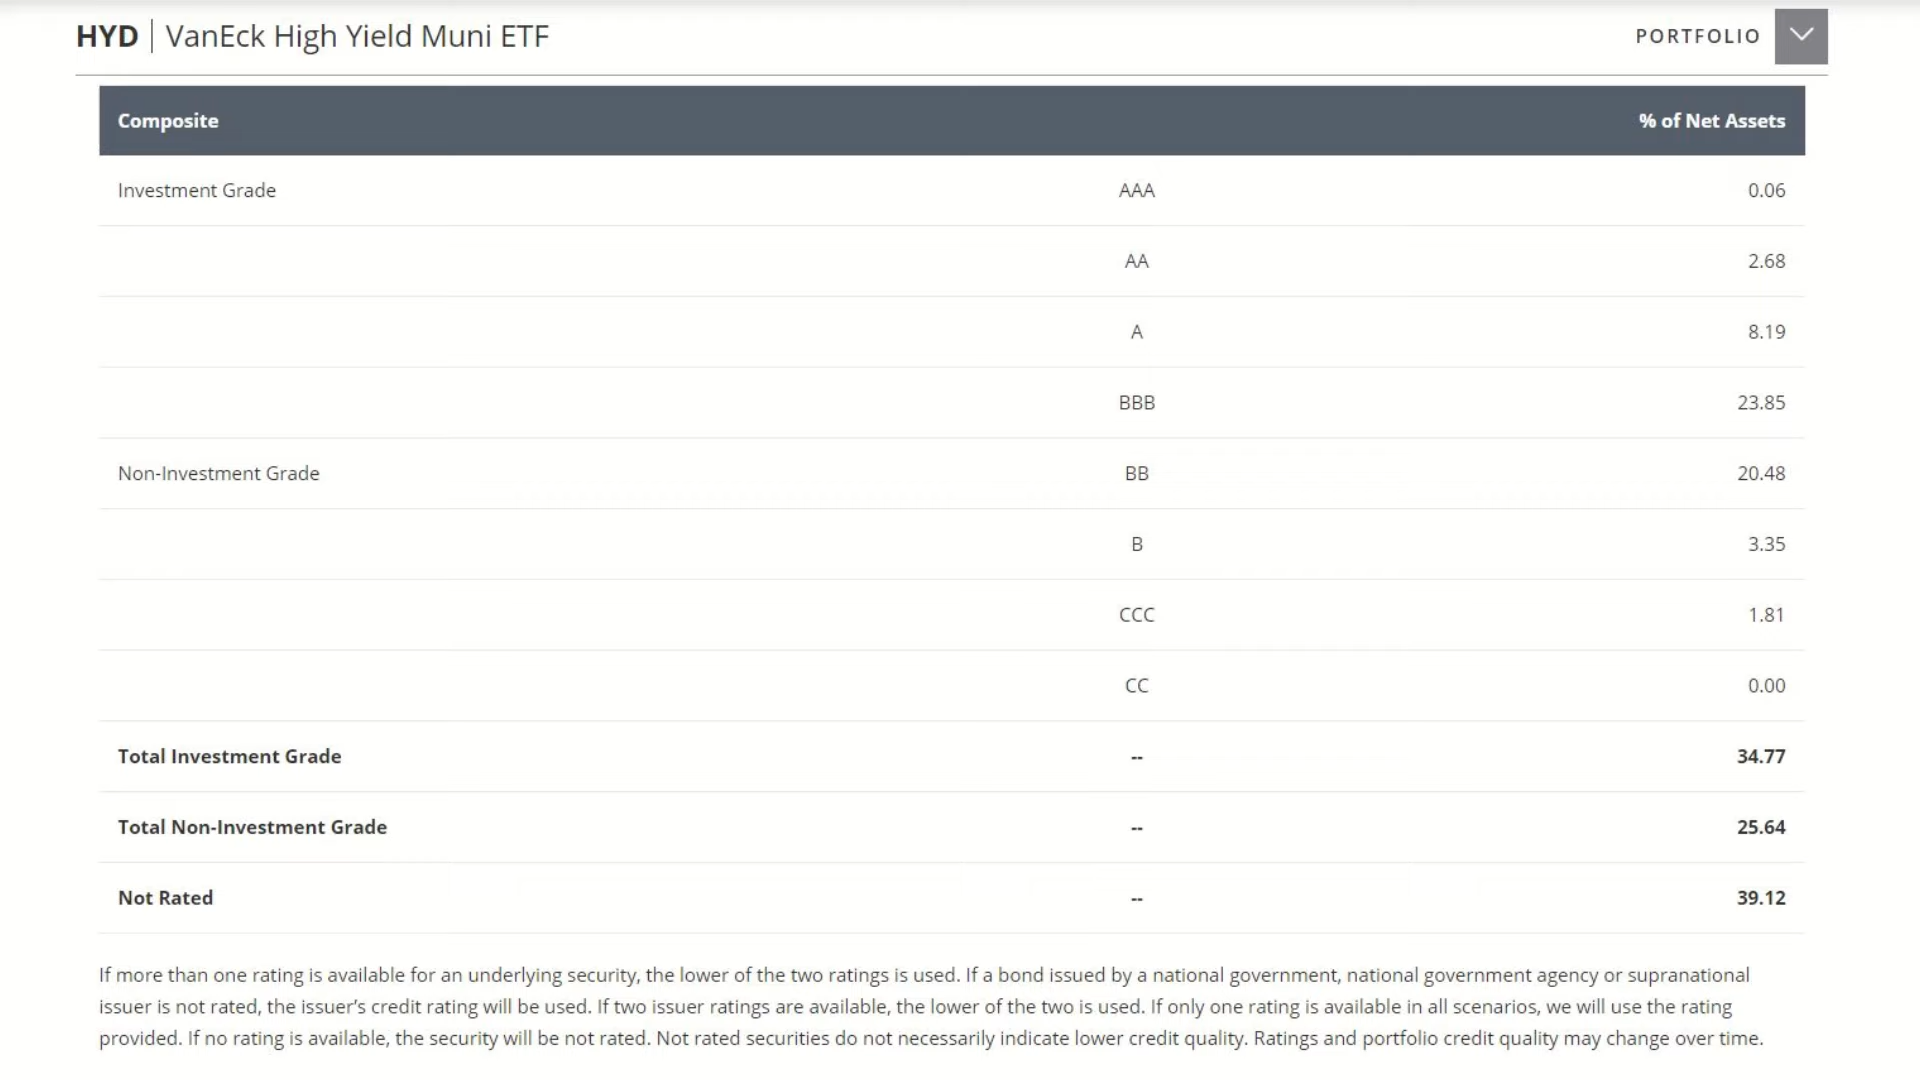 HYD | VanEck High Yield Muni ETF PORTFOLIO
Composite % of Net Assets
Investment Grade AAA 0.06
AA 2.68
A 8.19
BBB 23.85
Non-Investment Grade BB 20.48
B 3.35
CCC 1.81
CC 0.00
Total Investment Grade -- 34.77
Total Non-Investment Grade -- 25.64
Not Rated -- 39.12
If more than one rating is available for an underlying security, the lower of the two ratings is used. If a bond issued by a national government, national government agency or supranational
issuer is not rated, the issuer’s credit rating will be used. If two issuer ratings are available, the lower of the two is used. If only one rating is available in all scenarios, we will use the rating
provided. If no rating is available, the security will be not rated. Not rated securities do not necessarily indicate lower credit quality. Ratings and portfolio credit quality may change over time.